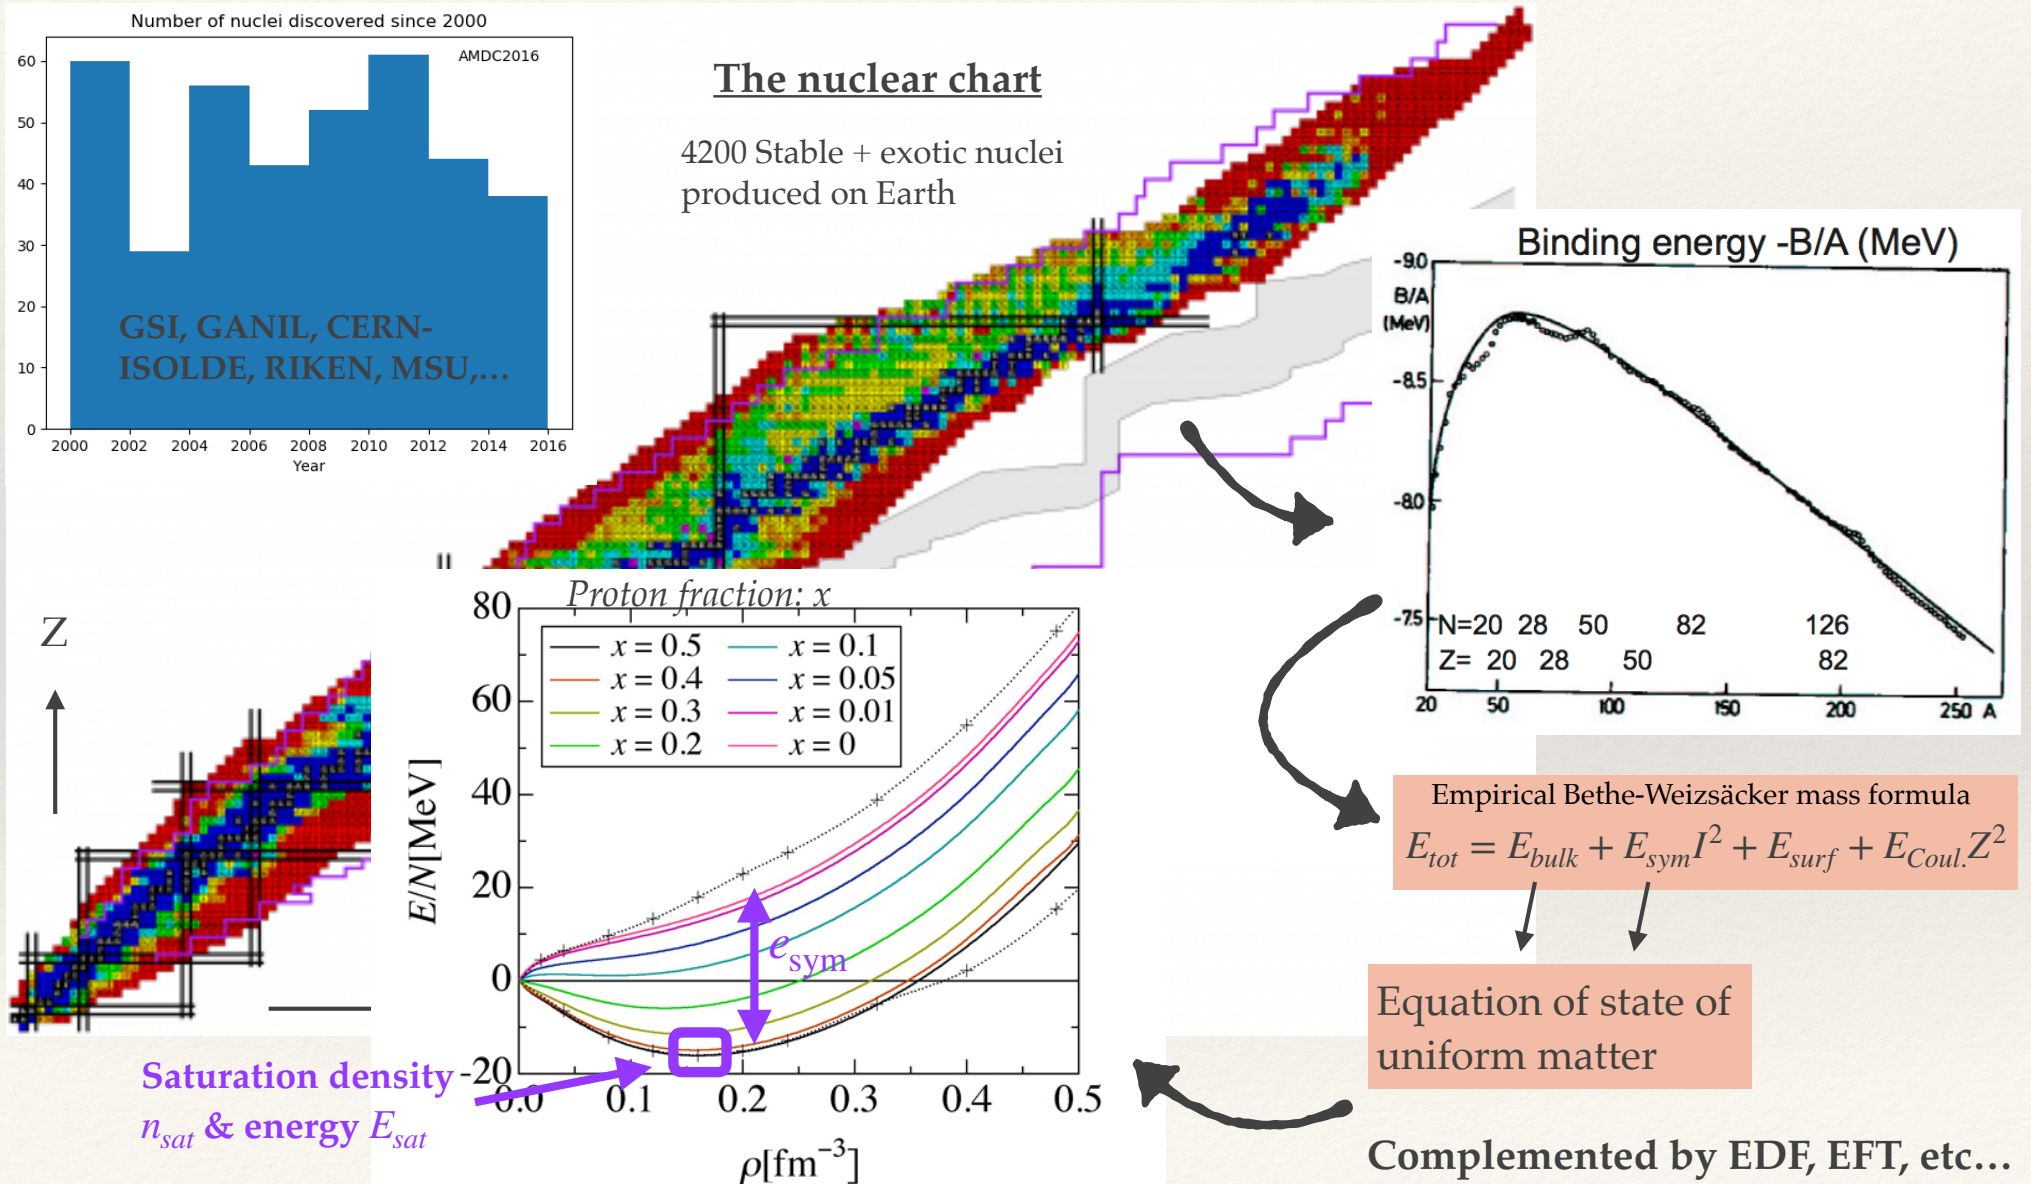 Number of nuclei discovered since 2000
AMDC2016
60
50
40
30
20
10
0
2000 2002 2004 2006 2008 2010 2012 2014 2016
Year
GSI, GANIL, CERN-
ISOLDE, RIKEN, MSU,...
The nuclear chart
4200 Stable + exotic nuclei
produced on Earth
Binding energy -B/A (MeV)
-9.0
B/A
(MeV)
-8.5
-8.0
-7.5
N=20 28 50 82 126
Z= 20 28 50 82
20 50 100 150 200 250 A
Z
Proton fraction: x
x = 0.5 x = 0.1
x = 0.4 x = 0.05
x = 0.3 x = 0.01
x = 0.2 x = 0
80
60
40
20
0
-20
E/N[MeV]
0.0 0.1 0.2 0.3 0.4 0.5
ρ[fm⁻³]
e_sym
Saturation density
n_sat & energy E_sat
Empirical Bethe-Weizsäcker mass formula
E_tot = E_bulk + E_sym I² + E_surf + E_Coul. Z²
Equation of state of
uniform matter
Complemented by EDF, EFT, etc...